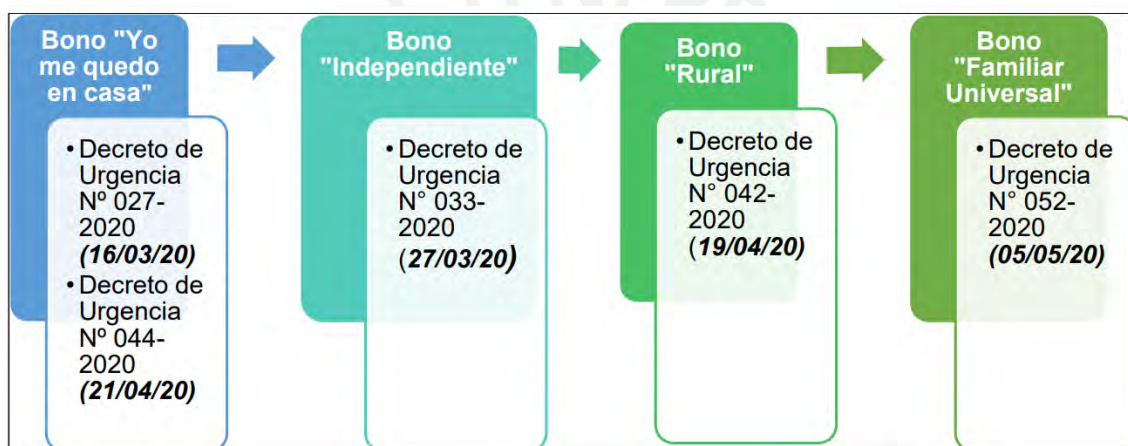 Bono "Yo
me quedo
en casa"
• Decreto de
Urgencia
Nº 027-
2020
(16/03/20)
• Decreto de
Urgencia
Nº 044-
2020
(21/04/20)
Bono
"Independiente"
• Decreto de
Urgencia
N° 033-
2020
(27/03/20)
Bono
"Rural"
• Decreto de
Urgencia
N° 042-
2020
(19/04/20)
Bono
"Familiar
Universal"
• Decreto de
Urgencia
N° 052-
2020
(05/05/20)